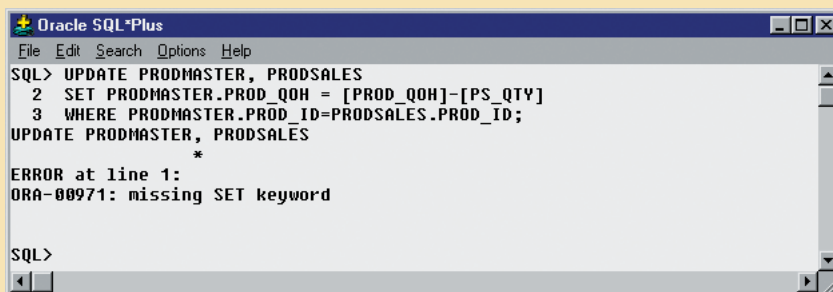 Oracle SQL*Plus
File Edit Search Options Help
SQL> UPDATE PRODMASTER, PRODSALES
2 SET PRODMASTER.PROD_QOH = [PROD_QOH]-[PS_QTY]
3 WHERE PRODMASTER.PROD_ID=PRODSALES.PROD_ID;
UPDATE PRODMASTER, PRODSALES
*
ERROR at line 1:
ORA-00971: missing SET keyword
SQL>